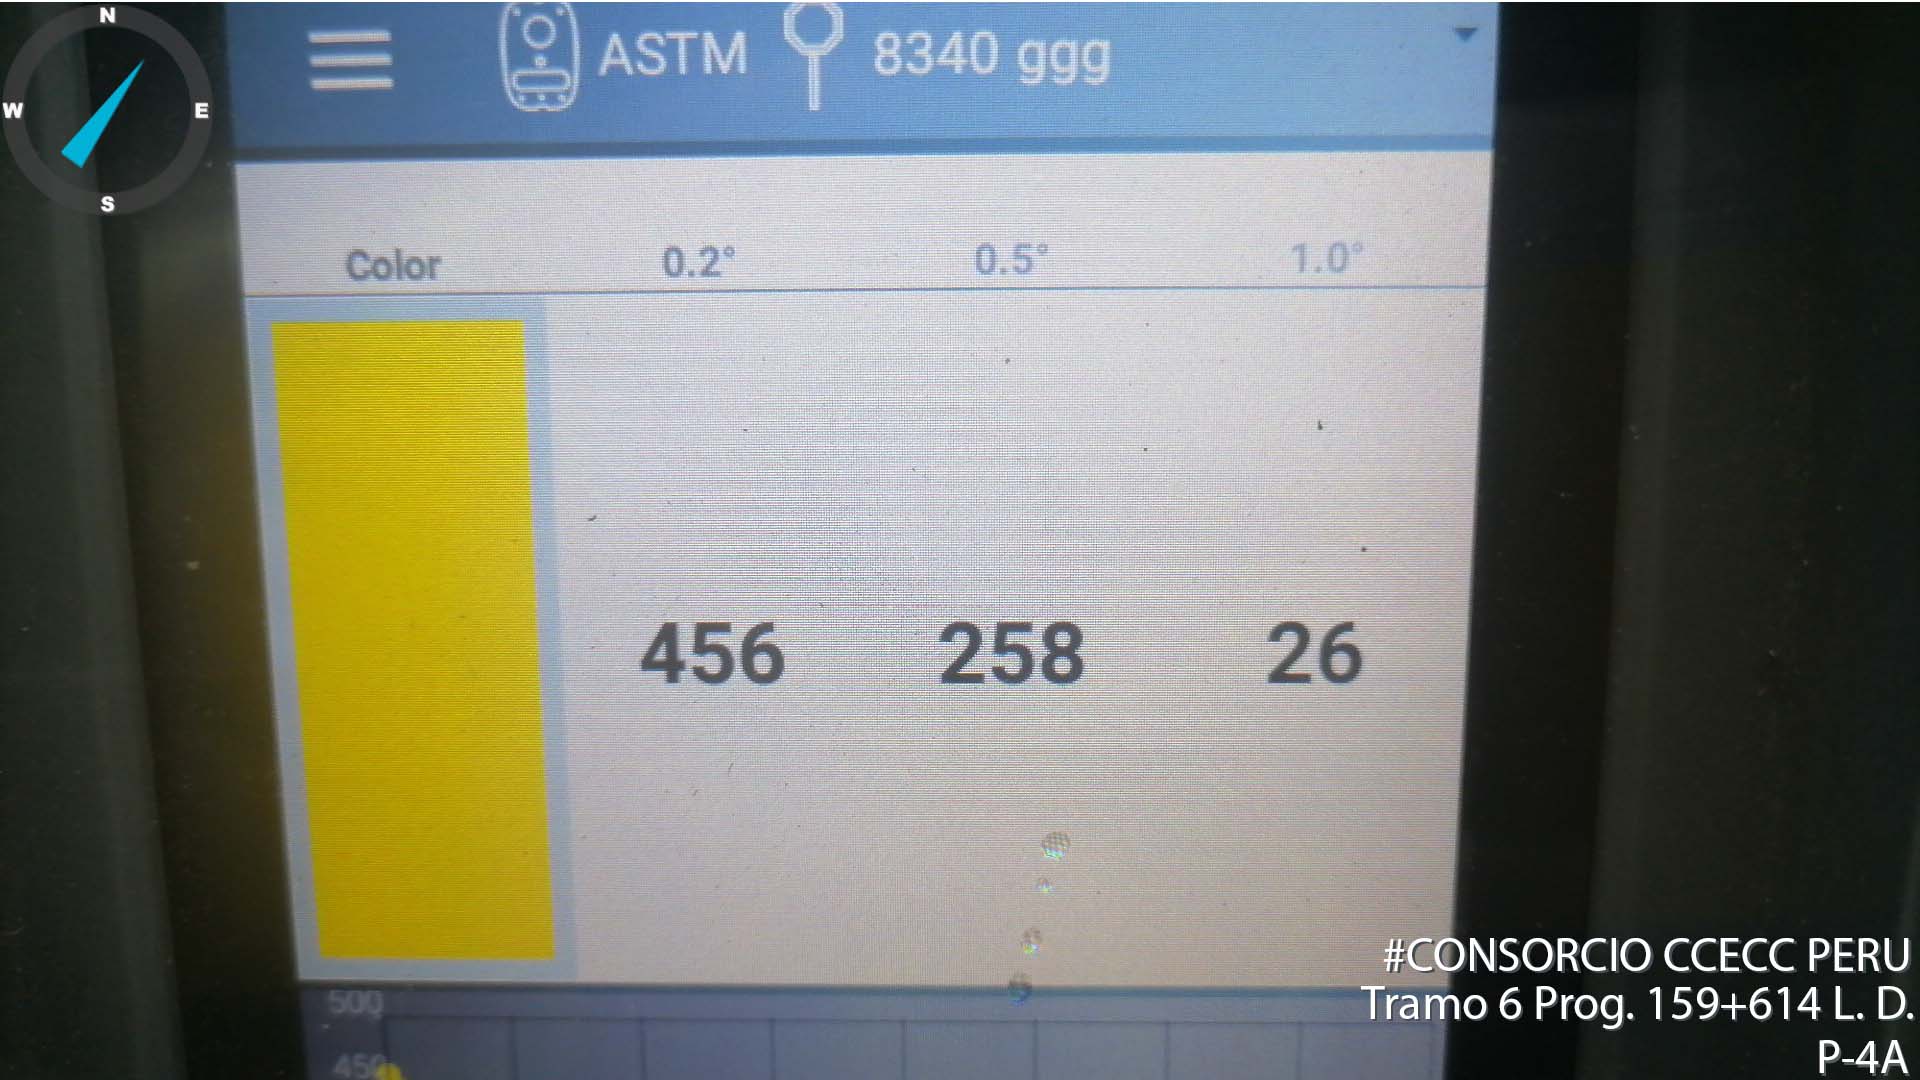 N
W E
S
ASTM 8340 ggg
Color 0.2° 0.5° 1.0°
456 258 26
500
450
#CONSORCIO CCECC PERU
Tramo 6 Prog. 159+614 L. D.
P-4A